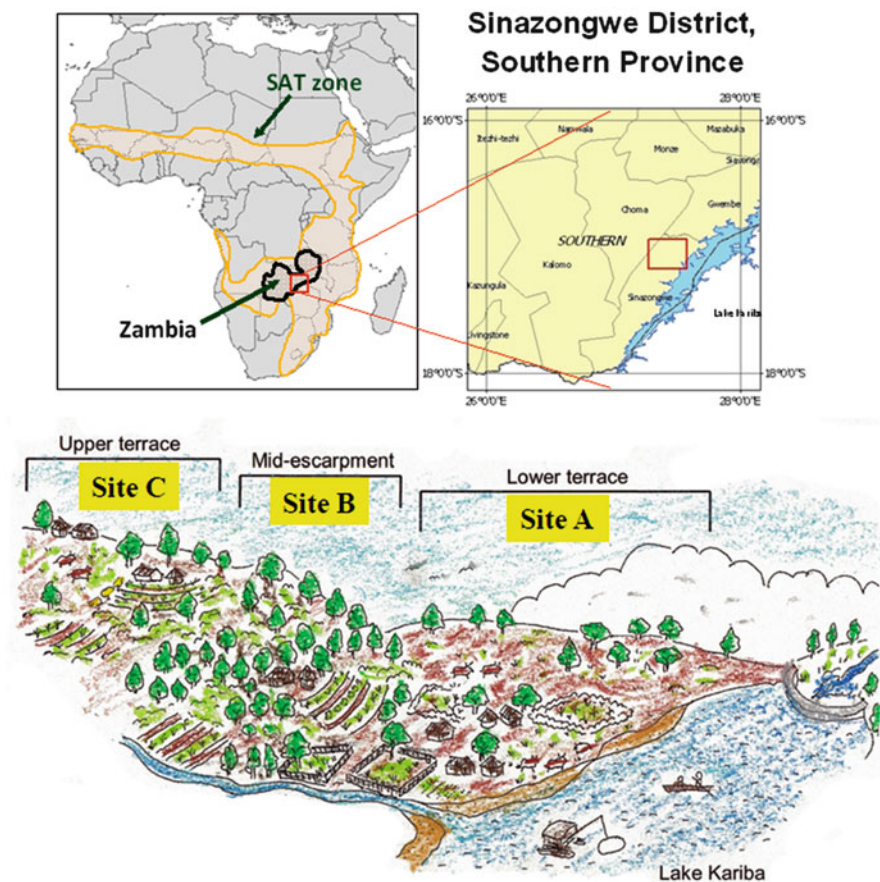 Sinazongwe District,
Southern Province
SAT zone
Zambia
26°0'0"E 28°0'0"E
16°0'0"S 16°0'0"S
Itezhi-tezhi Namwala Mazabuka
Monze
Siavonga
Gwembe
Choma
SOUTHERN
Kalomo
Kazungula
Sinazongwe
Lake Kariba
Livingstone
18°0'0"S 18°0'0"S
26°0'0"E 28°0'0"E
Upper terrace
Site C
Mid-escarpment
Site B
Lower terrace
Site A
Lake Kariba